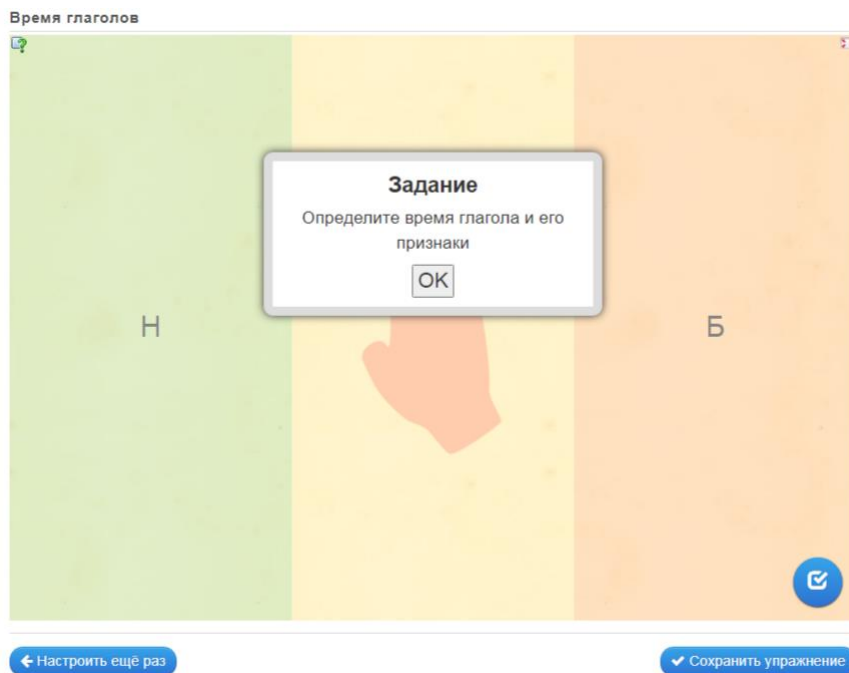 Время глаголов
Задание
Определите время глагола и его
признаки
OK
Н
Б
Настроить ещё раз
Сохранить упражнение